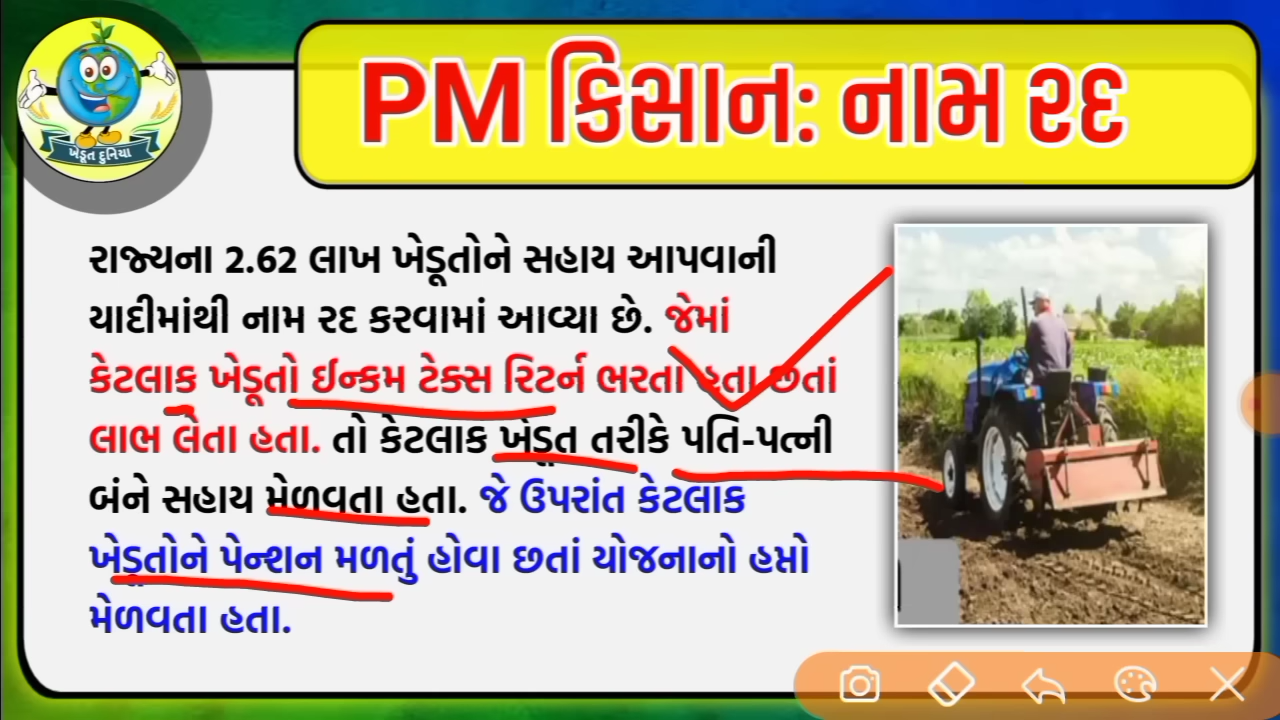 ખેડૂત દુનિયા
PM કિસાન: નામ રદ
રાજ્યના 2.62 લાખ ખેડૂતોને સહાય આપવાની
યાદીમાંથી નામ રદ કરવામાં આવ્યા છે. જેમાં
કેટલાક ખેડૂતો ઈન્કમ ટેક્સ રિટર્ન ભરતા હતા છતાં
લાભ લેતા હતા. તો કેટલાક ખેડૂત તરીકે પતિ-પત્ની
બંને સહાય મેળવતા હતા. જે ઉપરાંત કેટલાક
ખેડૂતોને પેન્શન મળતું હોવા છતાં યોજનાનો હપ્તો
મેળવતા હતા.